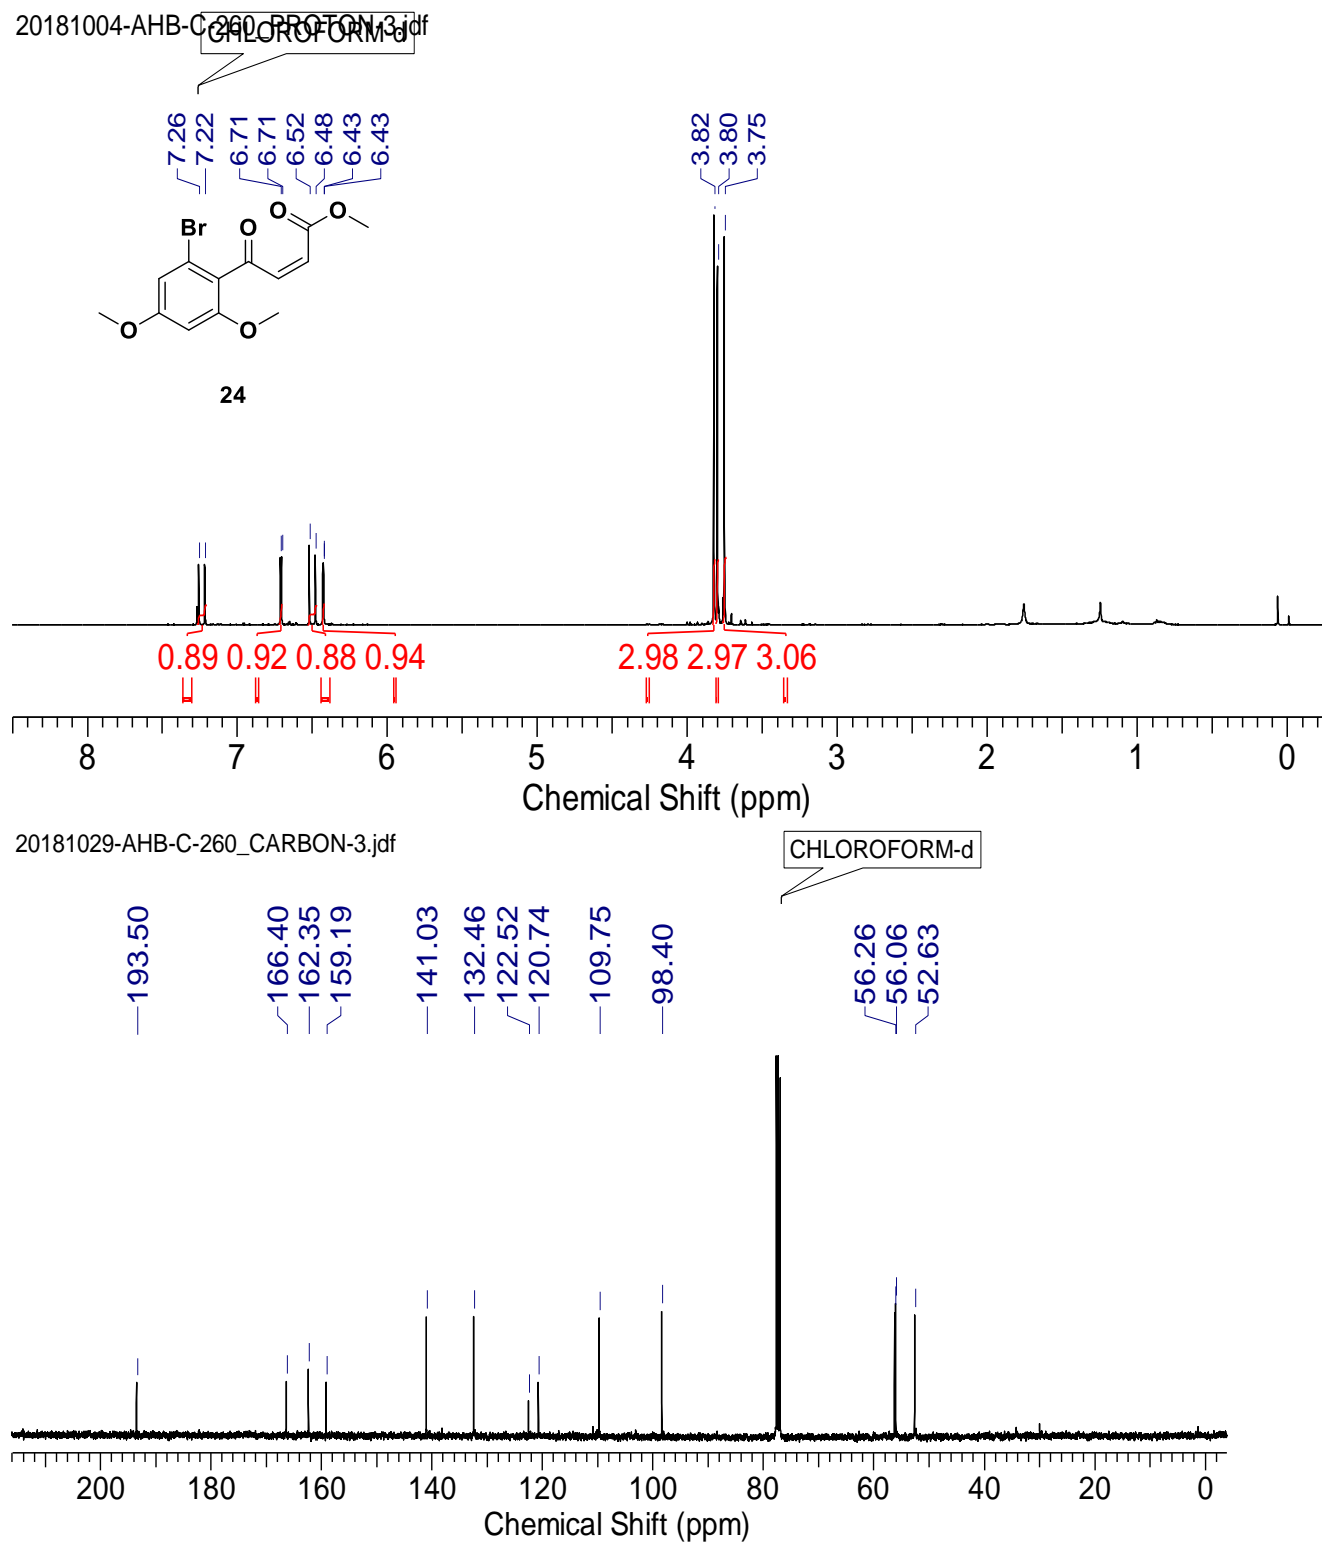 20181004-AHB-C-260_PROTON-3.jdf
CHLOROFORM-d
7.26
7.22
6.71
6.71
6.52
6.48
6.43
6.43
3.82
3.80
3.75
Br
O
O
O
O
O
24
0.89 0.92 0.88 0.94 2.98 2.97 3.06
8 7 6 5 4 3 2 1 0
Chemical Shift (ppm)
20181029-AHB-C-260_CARBON-3.jdf
CHLOROFORM-d
193.50
166.40
162.35
159.19
141.03
132.46
122.52
120.74
109.75
98.40
56.26
56.06
52.63
200 180 160 140 120 100 80 60 40 20 0
Chemical Shift (ppm)